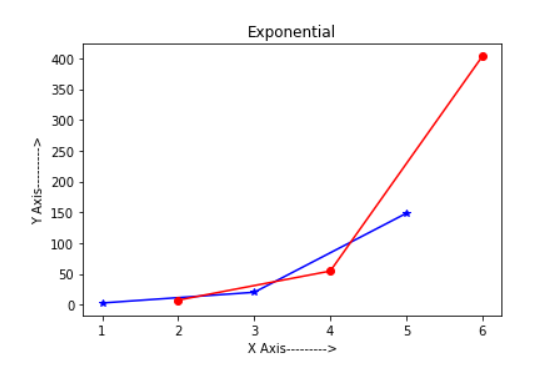 Exponential
400
350
300
250
200
150
100
50
0
Y Axis--------->
1 2 3 4 5 6
X Axis--------->